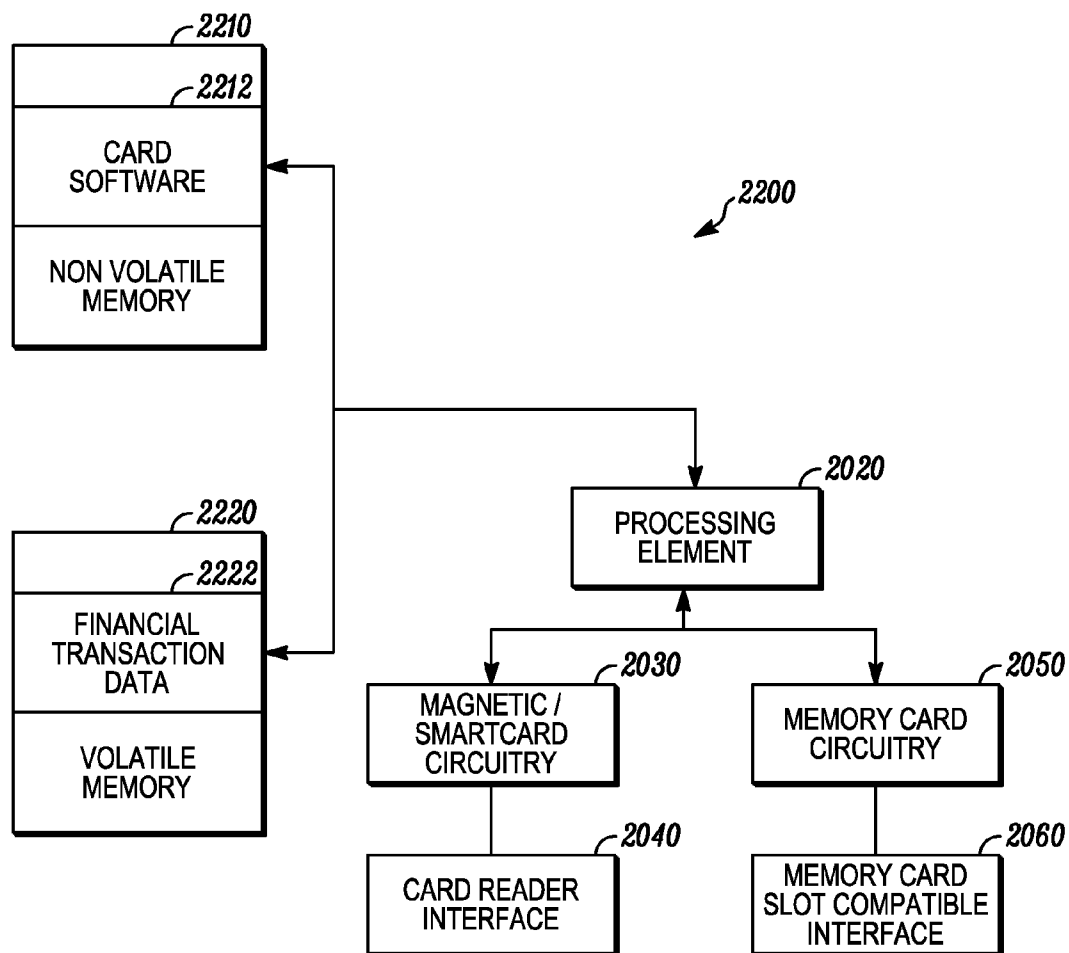 2210
2212
CARD
SOFTWARE
NON VOLATILE
MEMORY
2200
2020
PROCESSING
ELEMENT
2220
2222
FINANCIAL
TRANSACTION
DATA
VOLATILE
MEMORY
2030
MAGNETIC /
SMARTCARD
CIRCUITRY
2050
MEMORY CARD
CIRCUITRY
2040
CARD READER
INTERFACE
2060
MEMORY CARD
SLOT COMPATIBLE
INTERFACE